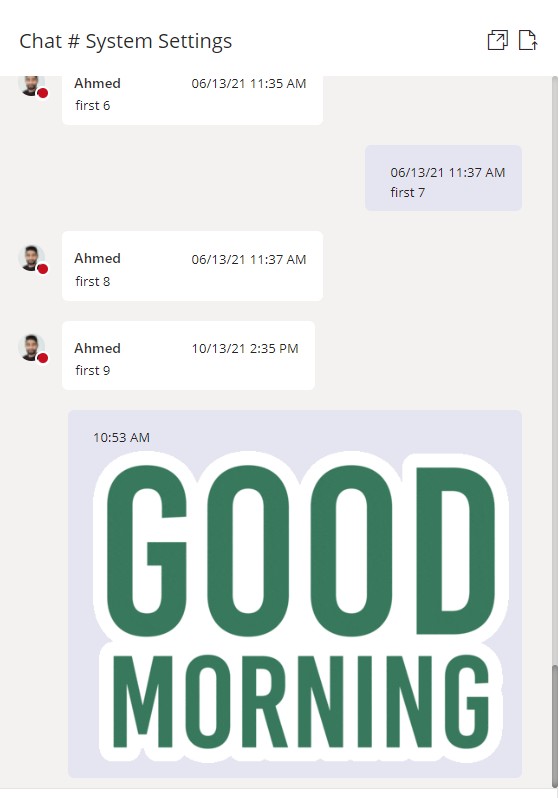 Chat # System Settings
Ahmed 06/13/21 11:35 AM
first 6
06/13/21 11:37 AM
first 7
Ahmed 06/13/21 11:37 AM
first 8
Ahmed 10/13/21 2:35 PM
first 9
10:53 AM
GOOD
MORNING